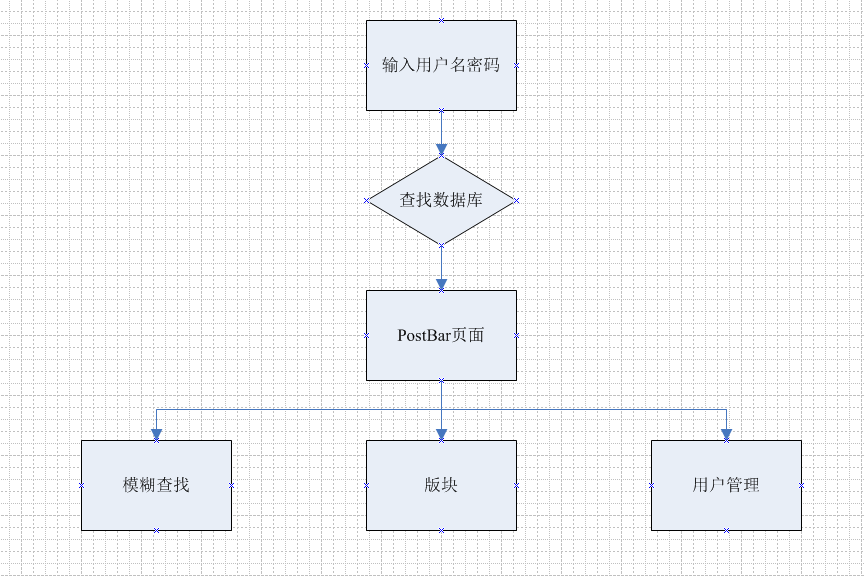 输入用户名密码
查找数据库
PostBar页面
模糊查找
版块
用户管理